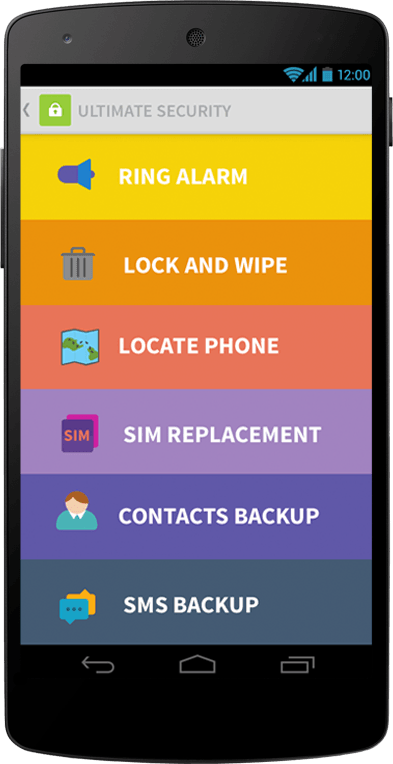 12:00
ULTIMATE SECURITY
RING ALARM
LOCK AND WIPE
LOCATE PHONE
SIM
SIM REPLACEMENT
CONTACTS BACKUP
SMS BACKUP